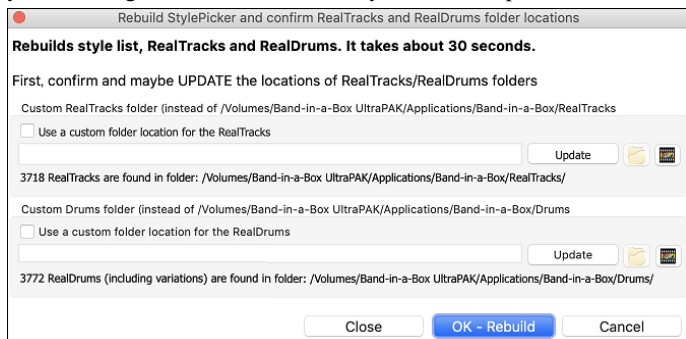 Rebuild StylePicker and confirm RealTracks and RealDrums folder locations
Rebuilds style list, RealTracks and RealDrums. It takes about 30 seconds.
First, confirm and maybe UPDATE the locations of RealTracks/RealDrums folders
Custom RealTracks folder (instead of /Volumes/Band-in-a-Box UltraPAK/Applications/Band-in-a-Box/RealTracks
Use a custom folder location for the RealTracks
Update
3718 RealTracks are found in folder: /Volumes/Band-in-a-Box UltraPAK/Applications/Band-in-a-Box/RealTracks/
Custom Drums folder (instead of /Volumes/Band-in-a-Box UltraPAK/Applications/Band-in-a-Box/Drums
Use a custom folder location for the RealDrums
Update
3772 RealDrums (including variations) are found in folder: /Volumes/Band-in-a-Box UltraPAK/Applications/Band-in-a-Box/Drums/
Close OK - Rebuild Cancel